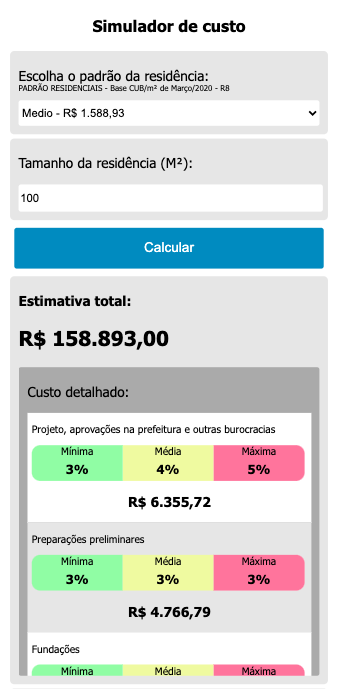 Simulador de custo
Escolha o padrão da residência:
PADRÃO RESIDENCIAIS - Base CUB/m² de Março/2020 - R8
Medio - R$ 1.588,93
Tamanho da residência (M²):
100
Calcular
Estimativa total:
R$ 158.893,00
Custo detalhado:
Projeto, aprovações na prefeitura e outras burocracias
Mínima Média Máxima
3% 4% 5%
R$ 6.355,72
Preparações preliminares
Mínima Média Máxima
3% 3% 3%
R$ 4.766,79
Fundações
Mínima Média Máxima